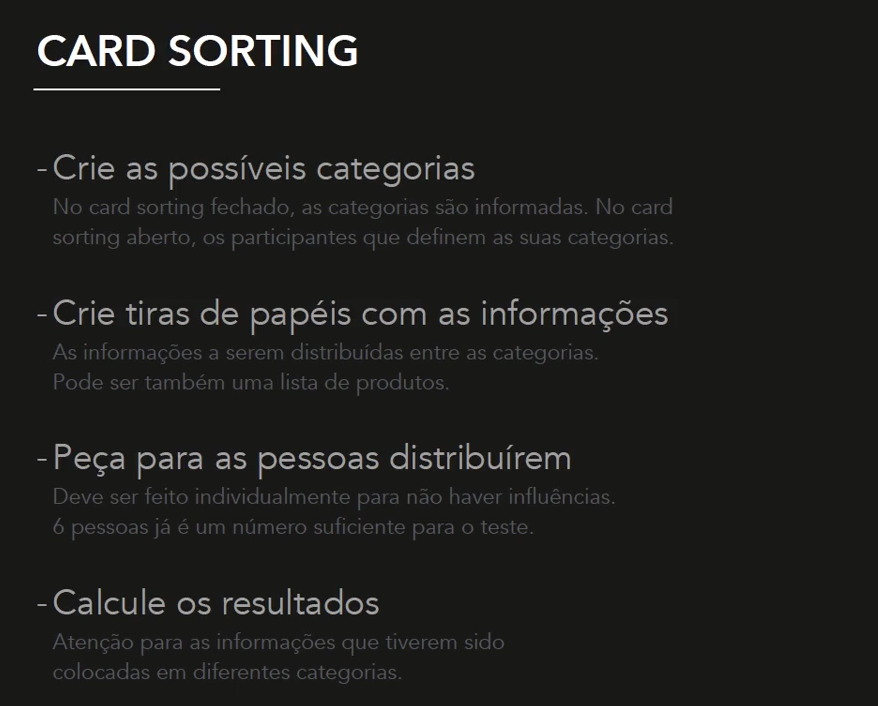 CARD SORTING
- Crie as possíveis categorias
No card sorting fechado, as categorias são informadas. No card
sorting aberto, os participantes que definem as suas categorias.
- Crie tiras de papéis com as informações
As informações a serem distribuídas entre as categorias.
Pode ser também uma lista de produtos.
- Peça para as pessoas distribuírem
Deve ser feito individualmente para não haver influências.
6 pessoas já é um número suficiente para o teste.
- Calcule os resultados
Atenção para as informações que tiverem sido
colocadas em diferentes categorias.